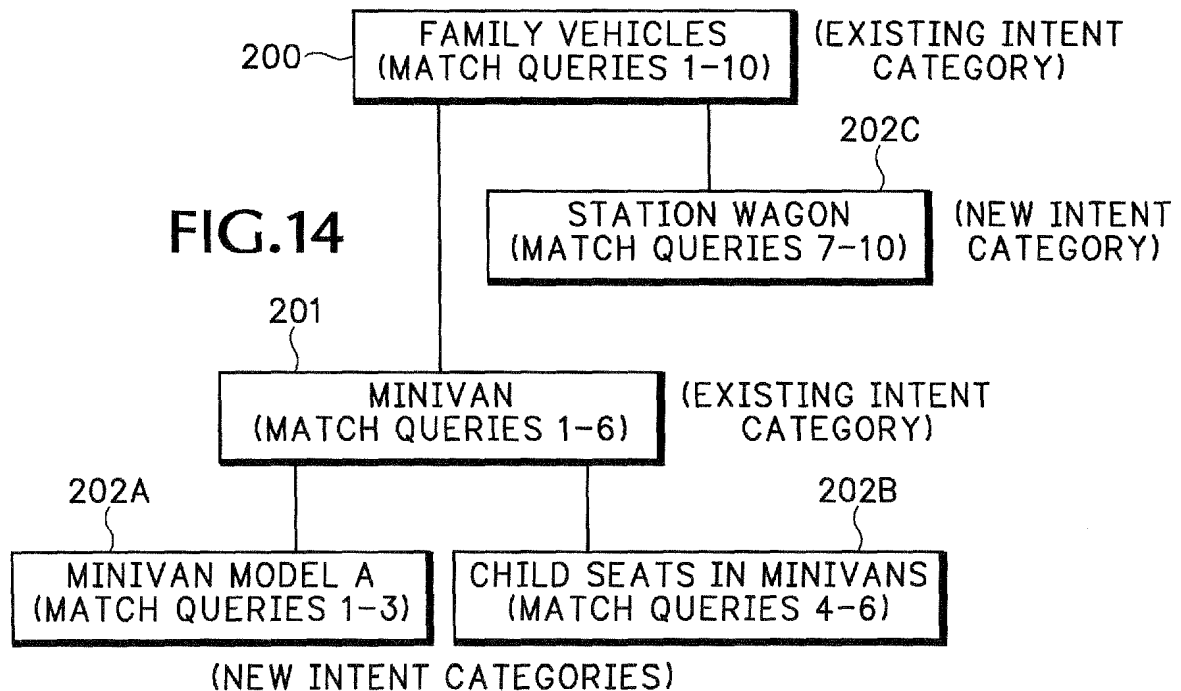 FAMILY VEHICLES
(MATCH QUERIES 1-10)
200
(EXISTING INTENT
CATEGORY)
202C
STATION WAGON
(MATCH QUERIES 7-10)
(NEW INTENT
CATEGORY)
FIG.14
201
MINIVAN
(MATCH QUERIES 1-6)
(EXISTING INTENT
CATEGORY)
202A
202B
MINIVAN MODEL A
(MATCH QUERIES 1-3)
CHILD SEATS IN MINIVANS
(MATCH QUERIES 4-6)
(NEW INTENT CATEGORIES)